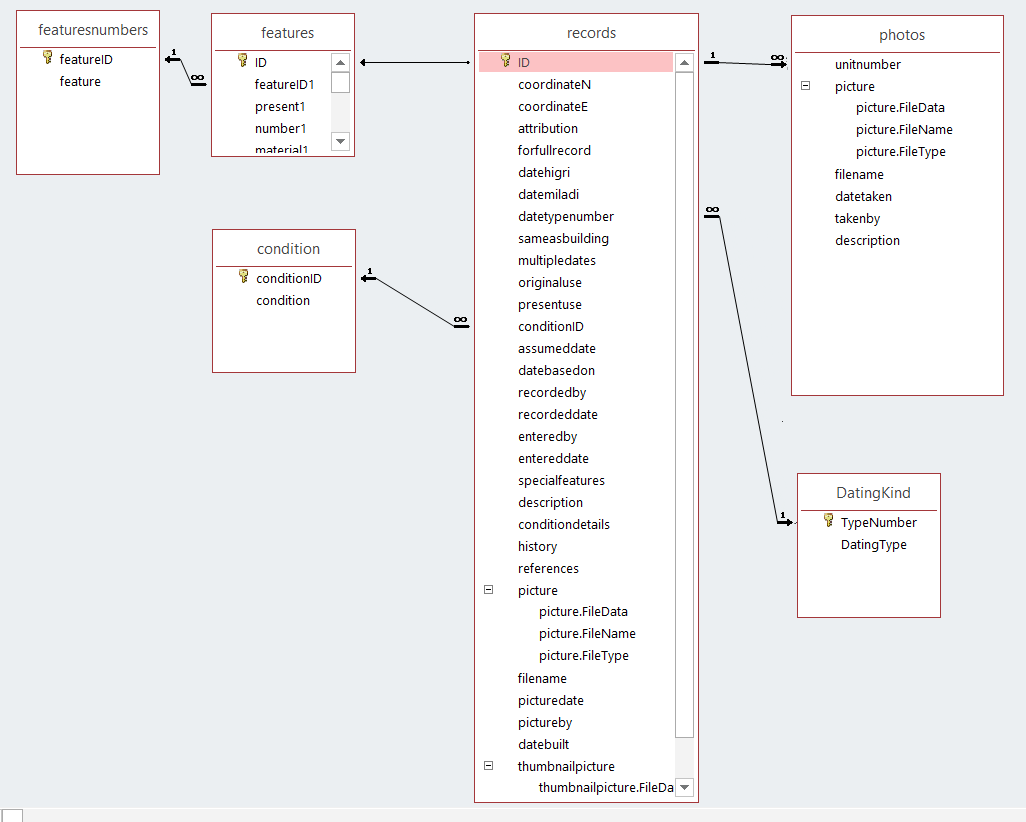 featuresnumbers
featureID
feature
features
ID
featureID1
present1
number1
material1
condition
conditionID
condition
records
ID
coordinateN
coordinateE
attribution
forfullrecord
datehigri
datemiladi
datetypenumber
sameasbuilding
multipledates
originaluse
presentuse
conditionID
assumeddate
datebasedon
recordedby
recordeddate
enteredby
entereddate
specialfeatures
description
conditiondetails
history
references
picture
picture.FileData
picture.FileName
picture.FileType
filename
picturedate
pictureby
datebuilt
thumbnailpicture
thumbnailpicture.FileDa
photos
unitnumber
picture
picture.FileData
picture.FileName
picture.FileType
filename
datetaken
takenby
description
DatingKind
TypeNumber
DatingType
1
∞
1
∞
1
∞
∞
1